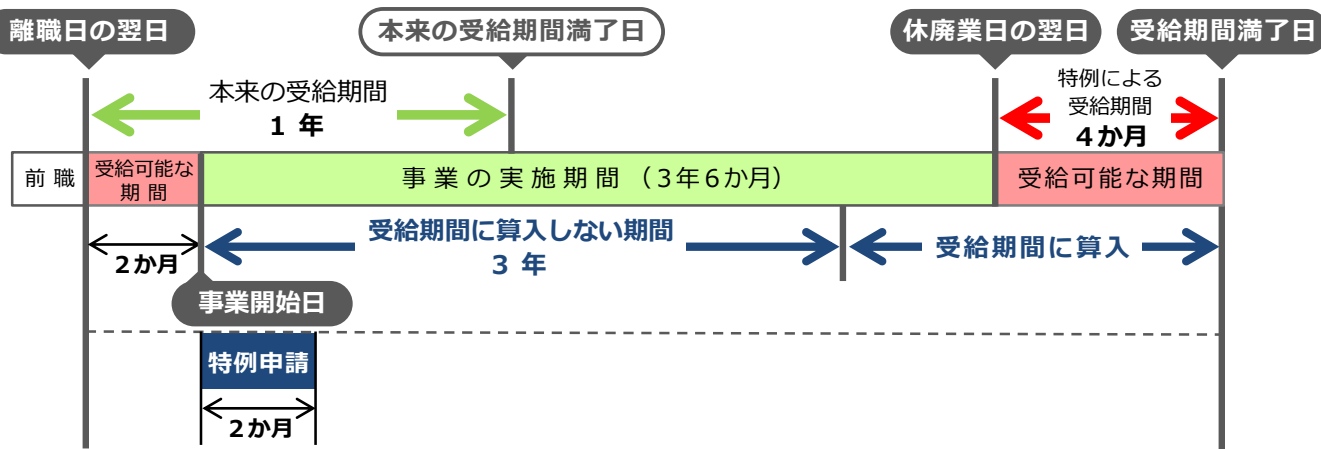 離職日の翌日
本来の受給期間満了日
休廃業日の翌日
受給期間満了日
本来の受給期間
1 年
特例による
受給期間
4か月
前 職
受給可能な
期 間
事 業 の 実 施 期 間 （3年6か月）
受給可能な期間
2か月
受給期間に算入しない期間
3 年
受給期間に算入
事業開始日
特例申請
2か月